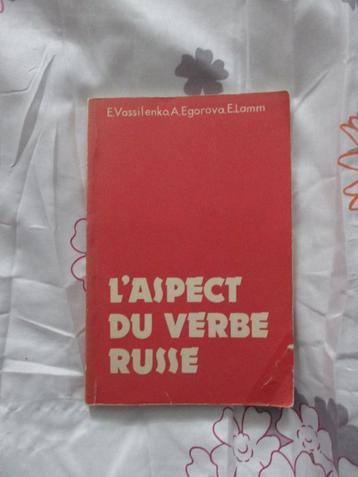 E.Vassilenko, A.Egorova, E.Lamm
L'ASPECT
DU VERBE
RUSSE